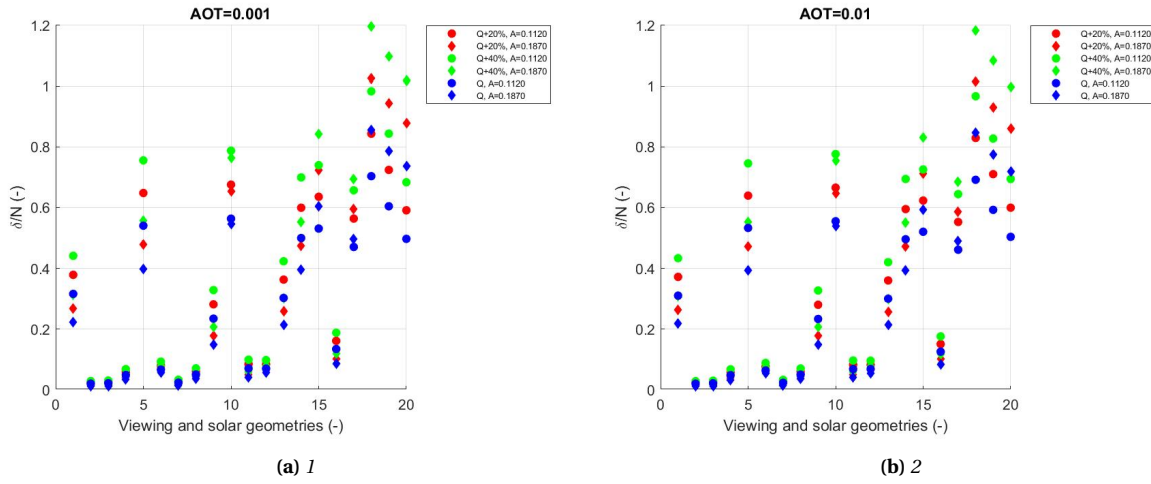 AOT=0.001
1.2
1
0.8
0.6
0.4
0.2
0
δ/N (-)
0
5
10
15
20
Viewing and solar geometries (-)
Q+20%, A=0.1120
Q+20%, A=0.1870
Q+40%, A=0.1120
Q+40%, A=0.1870
Q, A=0.1120
Q, A=0.1870
(a) 1
AOT=0.01
1.2
1
0.8
0.6
0.4
0.2
0
δ/N (-)
0
5
10
15
20
Viewing and solar geometries (-)
Q+20%, A=0.1120
Q+20%, A=0.1870
Q+40%, A=0.1120
Q+40%, A=0.1870
Q, A=0.1120
Q, A=0.1870
(b) 2